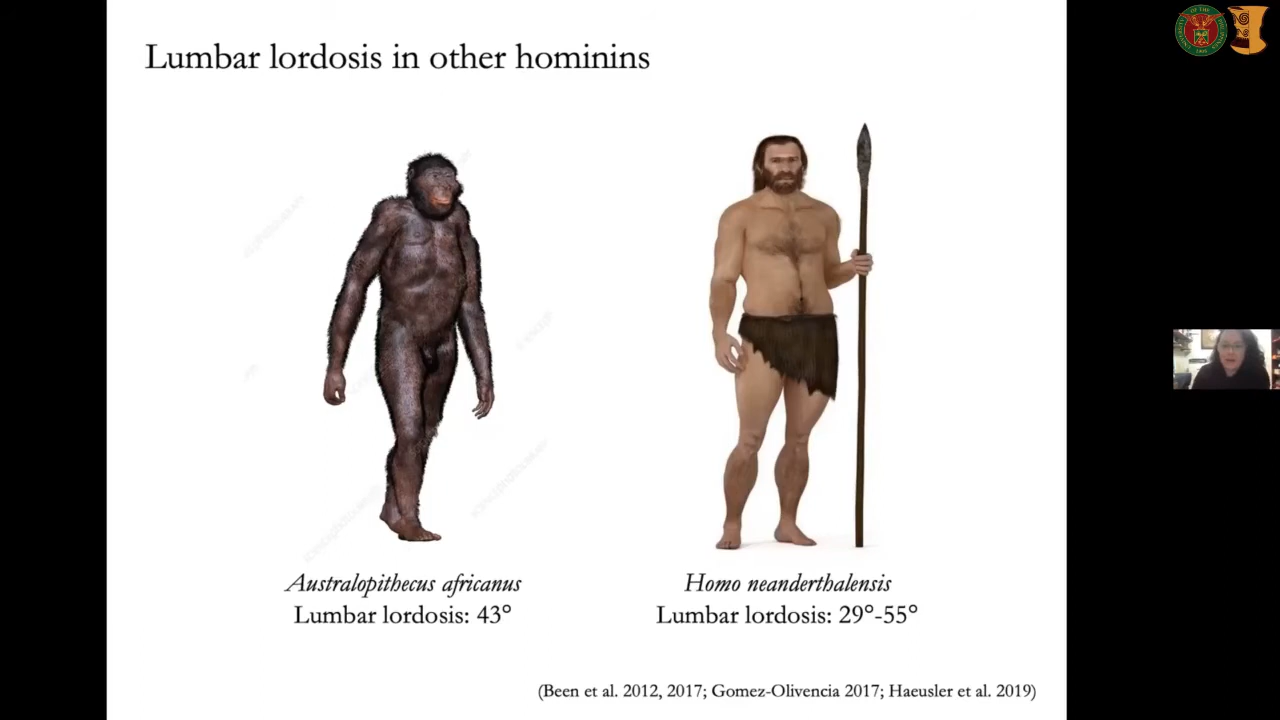 Lumbar lordosis in other hominins
Australopithecus africanus
Lumbar lordosis: 43°
Homo neanderthalensis
Lumbar lordosis: 29°-55°
(Been et al. 2012, 2017; Gomez-Olivencia 2017; Haeusler et al. 2019)